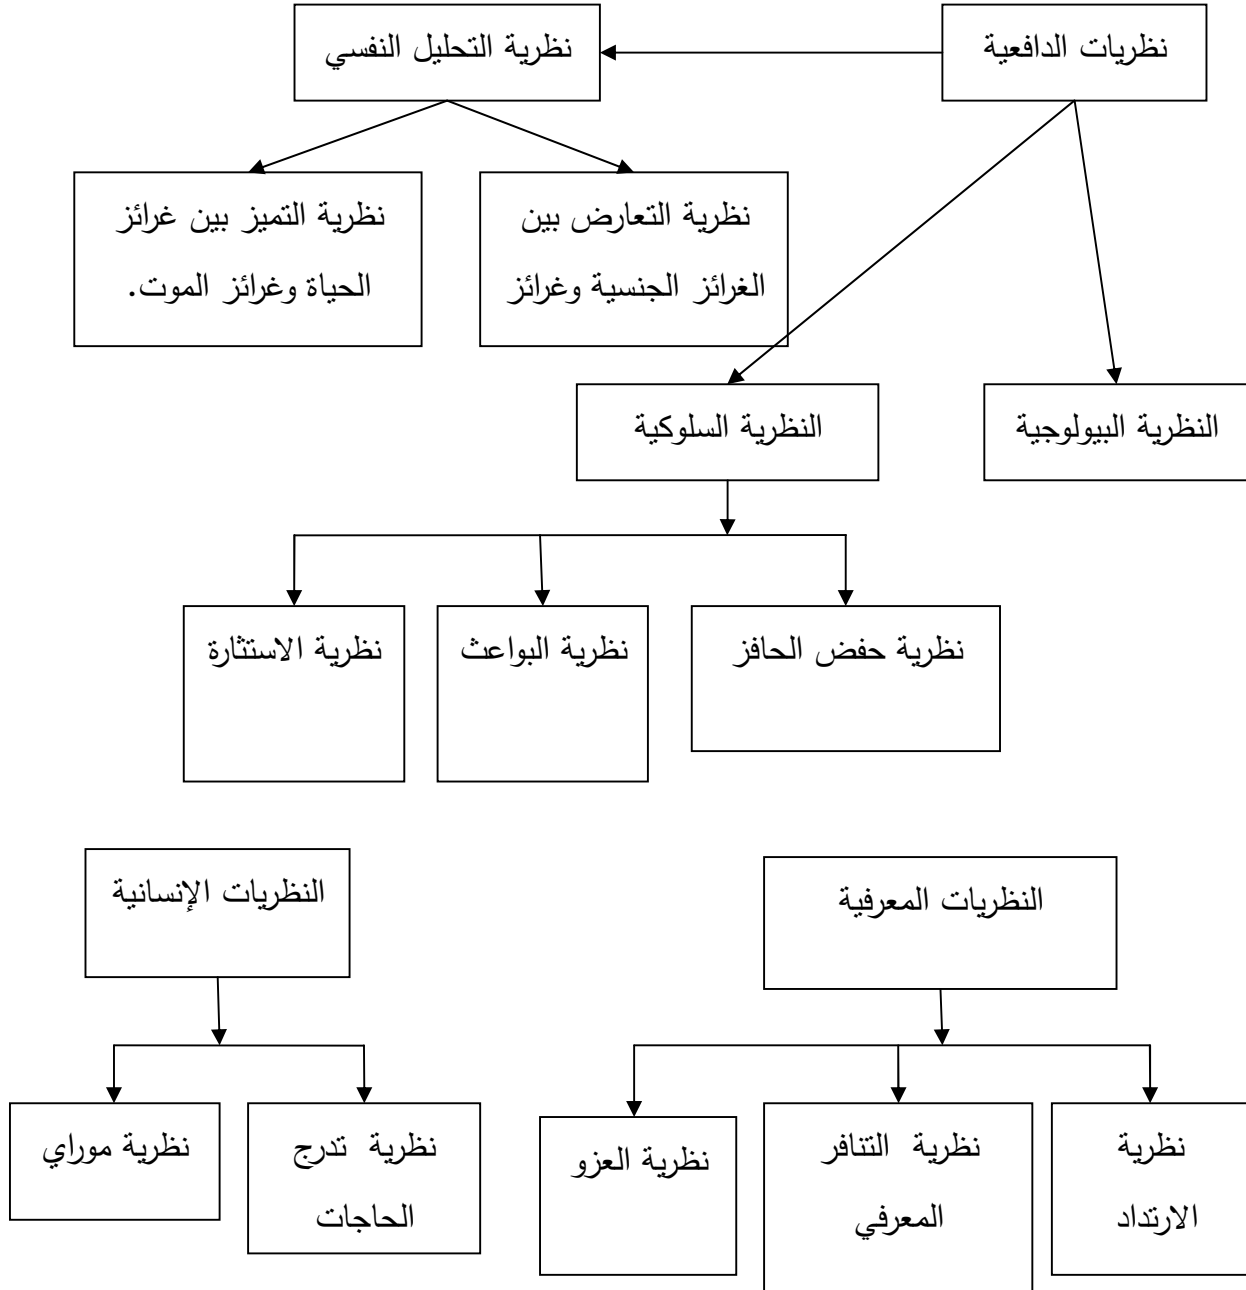 نظريات الدافعية
نظرية التحليل النفسي
نظرية التعارض بين
الغرائز الجنسية وغرائز
نظرية التميز بين غرائز
الحياة وغرائز الموت.
النظرية البيولوجية
النظرية السلوكية
نظرية حفض الحافز
نظرية البواعث
نظرية الاستثارة
النظريات المعرفية
النظريات الإنسانية
نظرية
الارتداد
نظرية التنافر
المعرفي
نظرية العزو
نظرية تدرج
الحاجات
نظرية موراي